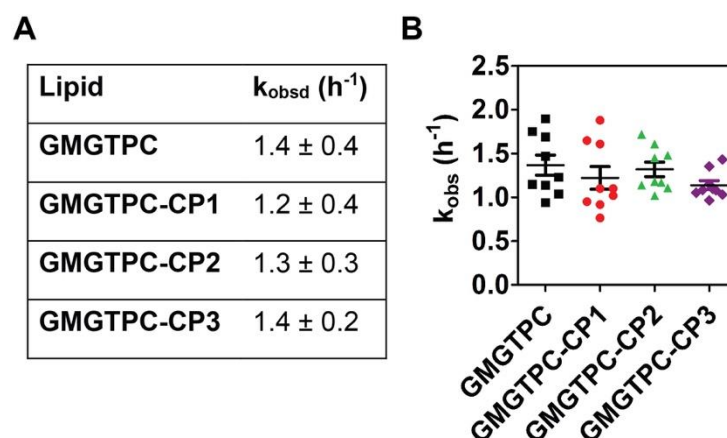 A
Lipid k_obsd (h⁻¹)
GMGTPC 1.4 ± 0.4
GMGTPC-CP1 1.2 ± 0.4
GMGTPC-CP2 1.3 ± 0.3
GMGTPC-CP3 1.4 ± 0.2
B
k_obs (h⁻¹)
2.5
2.0
1.5
1.0
0.5
0.0
GMGTPC
GMGTPC-CP1
GMGTPC-CP2
GMGTPC-CP3